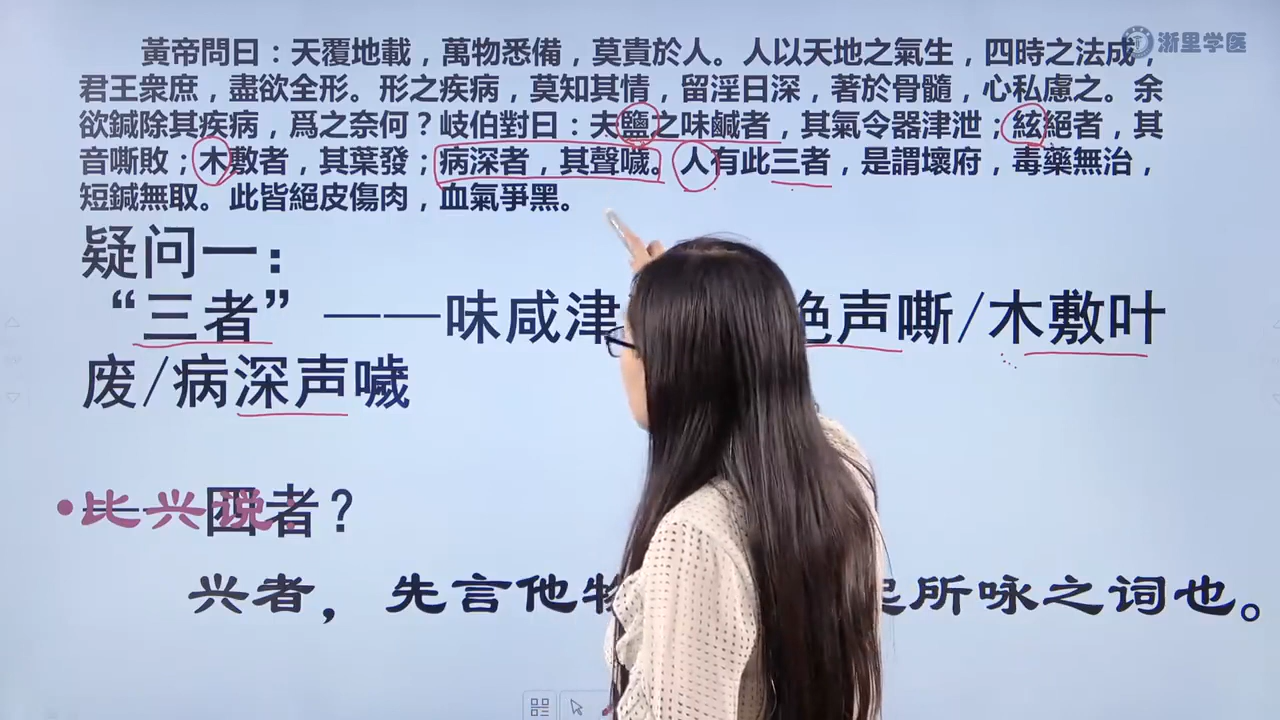 浙里学医
黃帝問曰：天覆地載，萬物悉備，莫貴於人。人以天地之氣生，四時之法成，
君王衆庶，盡欲全形。形之疾病，莫知其情，留淫日深，著於骨髓，心私慮之。余
欲鍼除其疾病，爲之奈何？岐伯對曰：夫鹽之味鹹者，其氣令器津泄；絃絕者，其
音嘶敗；木敷者，其葉發；病深者，其聲噦。人有此三者，是謂壞府，毒藥無治，
短鍼無取。此皆絕皮傷肉，血氣爭黑。
疑问一：
“三者”——味咸津 声嘶/木敷叶
废/病深声噦
四者？
•比兴说：
兴者，先言他 所咏之词也。